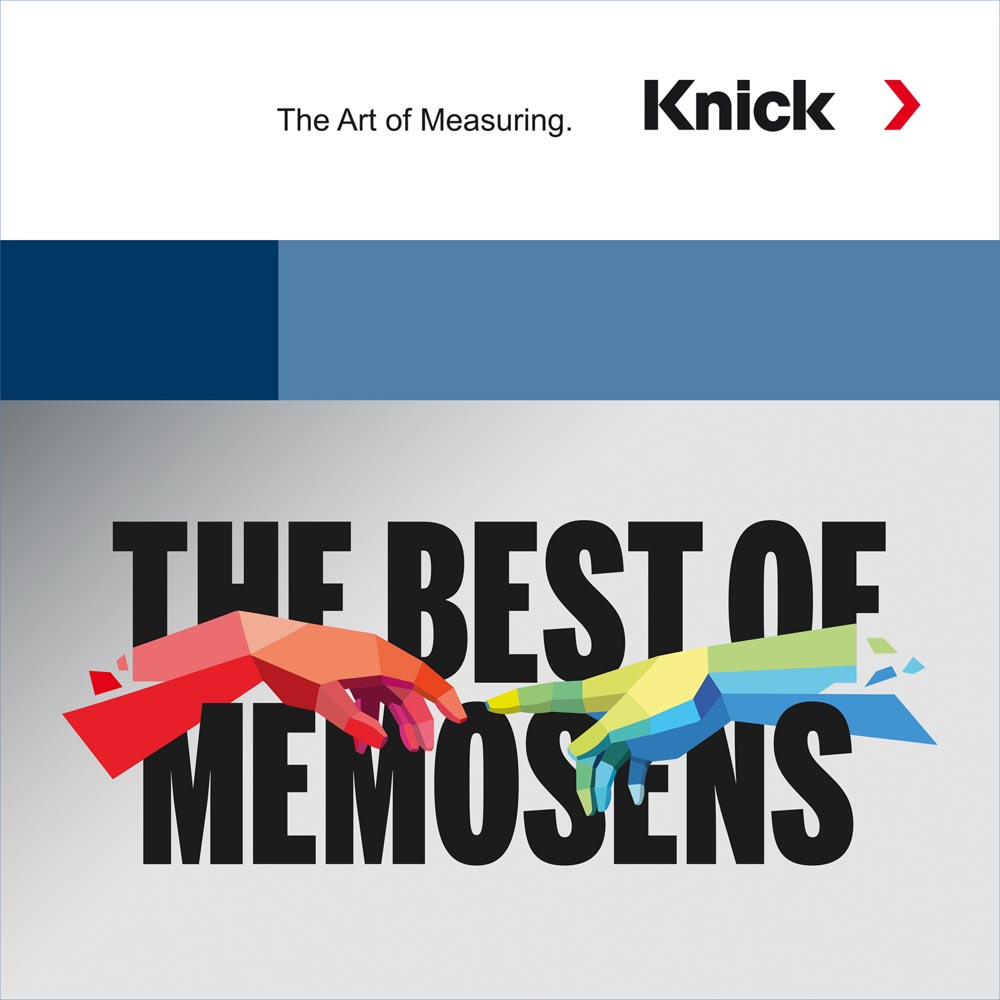 The Art of Measuring.
Knick
THE BEST OF
MEMOSENS